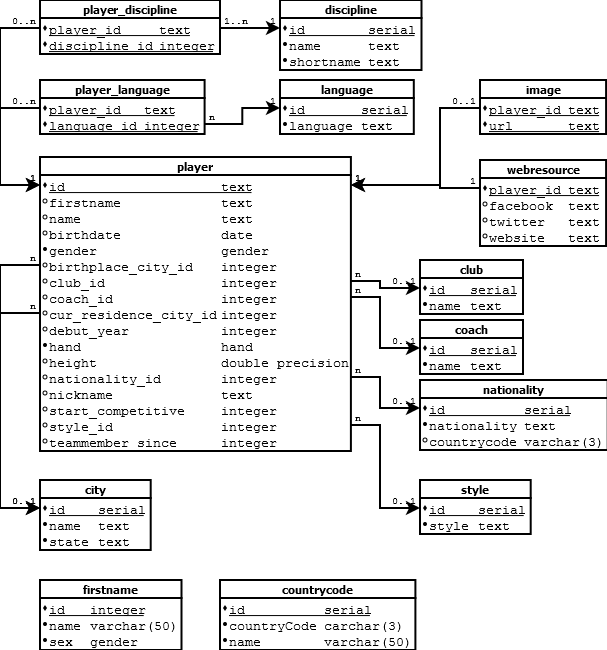 player_discipline
player_id text
discipline_id integer
0..n
1..n
1
discipline
id serial
name text
shortname text
player_language
player_id text
language_id integer
0..n
n
1
language
id serial
language text
image
player_id text
url text
0..1
webresource
player_id text
facebook text
twitter text
website text
1
player
1
1
id text
firstname text
name text
birthdate date
gender gender
birthplace_city_id integer
club_id integer
coach_id integer
cur_residence_city_id integer
debut_year integer
hand hand
height double precision
nationality_id integer
nickname text
start_competitive integer
style_id integer
teammember_since integer
n
n
n
n
n
n
club
id serial
name text
0..1
coach
id serial
name text
0..1
nationality
id serial
nationality text
countrycode varchar(3)
0..1
city
id serial
name text
state text
0..1
style
id serial
style text
0..1
firstname
id integer
name varchar(50)
sex gender
countrycode
id serial
countryCode carchar(3)
name varchar(50)